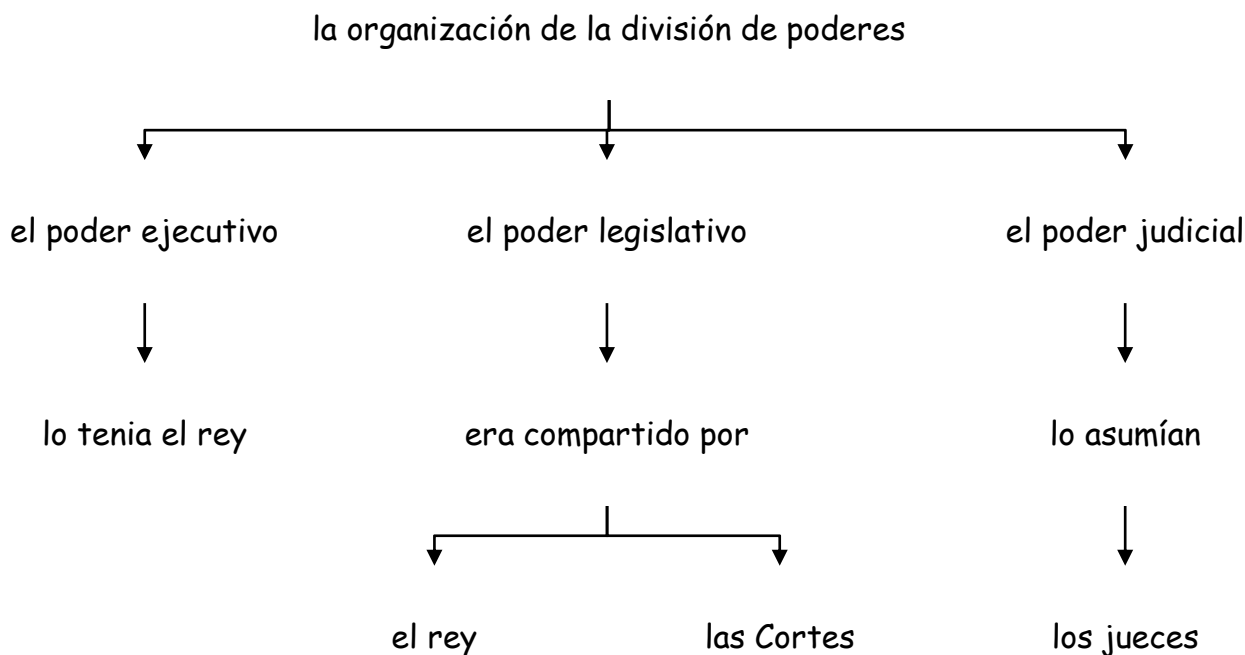 la organización de la división de poderes
el poder ejecutivo el poder legislativo el poder judicial
lo tenia el rey era compartido por lo asumían
el rey las Cortes los jueces